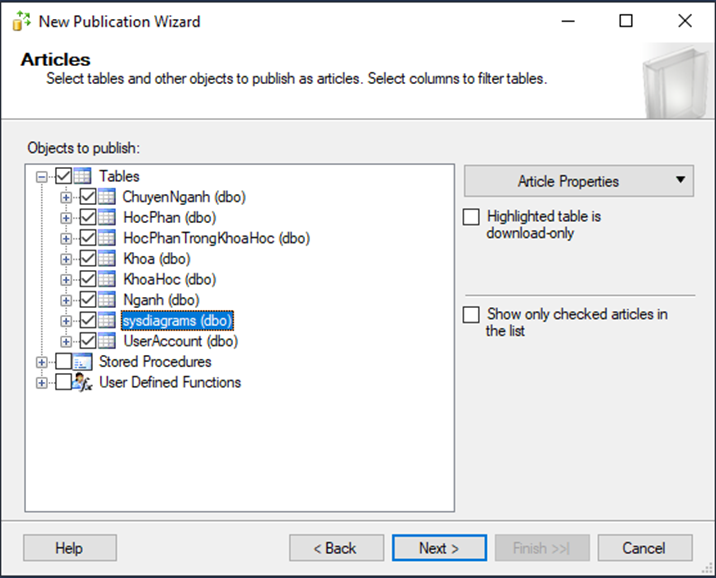 New Publication Wizard
Articles
Select tables and other objects to publish as articles. Select columns to filter tables.
Objects to publish:
Tables
ChuyenNganh (dbo)
HocPhan (dbo)
HocPhanTrongKhoaHoc (dbo)
Khoa (dbo)
KhoaHoc (dbo)
Nganh (dbo)
sysdiagrams (dbo)
UserAccount (dbo)
Stored Procedures
User Defined Functions
Article Properties
Highlighted table is
download-only
Show only checked articles in
the list
Help
< Back
Next >
Finish >>|
Cancel